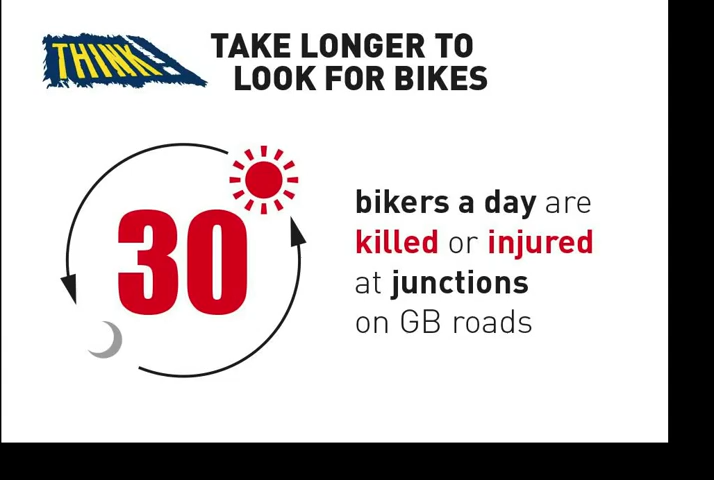 THINK!
TAKE LONGER TO
LOOK FOR BIKES
30
bikers a day are
killed or injured
at junctions
on GB roads